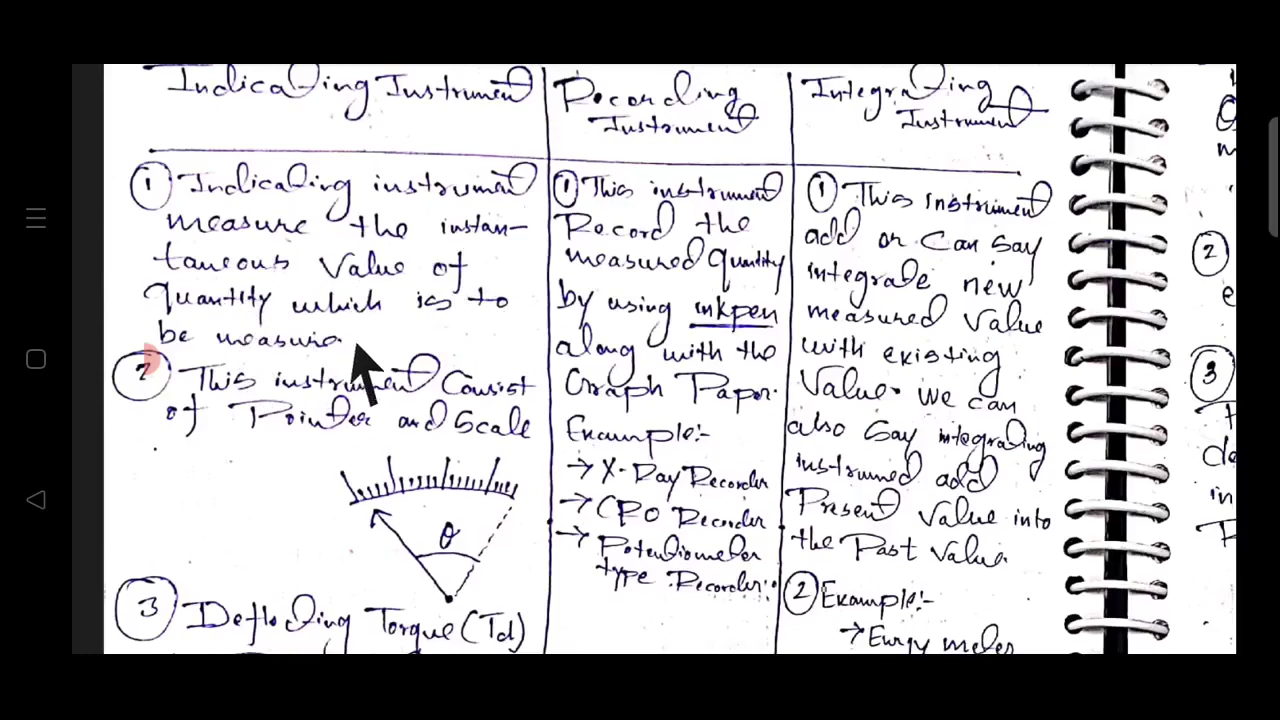 Indicating Instrument
① Indicating instrument
measure the instan-
taneous Value of
quantity which is to
be measure.
② This instrument Consist
of Pointer and Scale
θ
③ Deflecting Torque (Td)
Recording
Instrument
① This instrument
Record the
measured quantity
by using inkpen
along with the
Graph Paper.
Example:-
→ X-Day Recorder
→ CRO Recorder
→ Potentiometer
type Recorder:
Integrating
Instrument
① This instrument
add or Can Say
integrate new
measured Value
with existing
Value. We can
also Say integrating
instrument add
Present Value into
the Past Value.
② Example:-
→ Energy meter
2
3
in